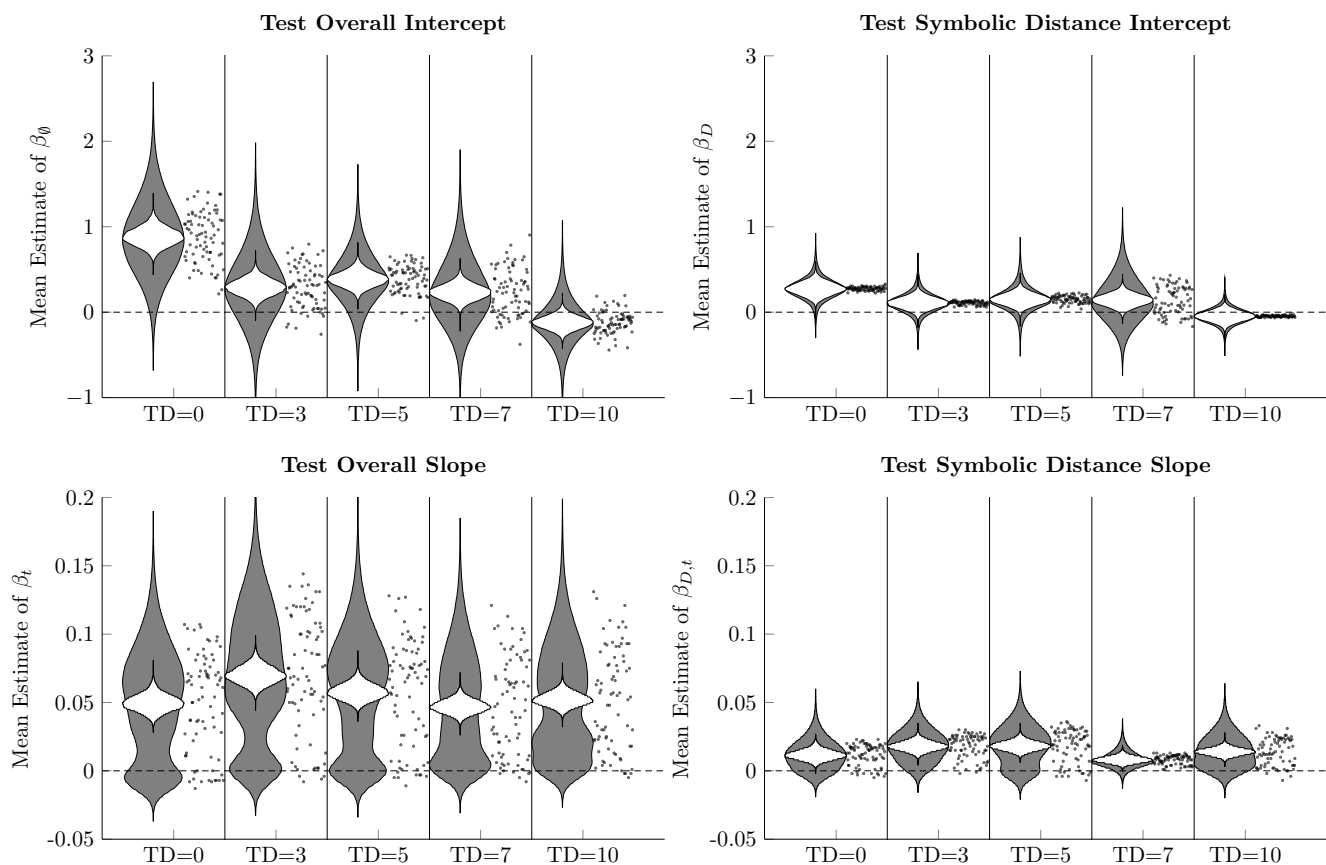 Test Overall Intercept
Mean Estimate of β∅
3
2
1
0
−1
TD=0 TD=3 TD=5 TD=7 TD=10
Test Symbolic Distance Intercept
Mean Estimate of βD
3
2
1
0
−1
TD=0 TD=3 TD=5 TD=7 TD=10
Test Overall Slope
Mean Estimate of βt
0.2
0.15
0.1
0.05
0
-0.05
TD=0 TD=3 TD=5 TD=7 TD=10
Test Symbolic Distance Slope
Mean Estimate of βD,t
0.2
0.15
0.1
0.05
0
-0.05
TD=0 TD=3 TD=5 TD=7 TD=10